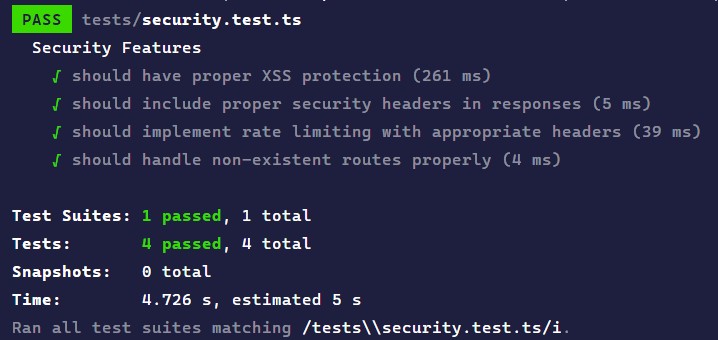 PASS tests/security.test.ts
Security Features
√ should have proper XSS protection (261 ms)
√ should include proper security headers in responses (5 ms)
√ should implement rate limiting with appropriate headers (39 ms)
√ should handle non-existent routes properly (4 ms)
Test Suites: 1 passed, 1 total
Tests: 4 passed, 4 total
Snapshots: 0 total
Time: 4.726 s, estimated 5 s
Ran all test suites matching /tests\\security.test.ts/i.